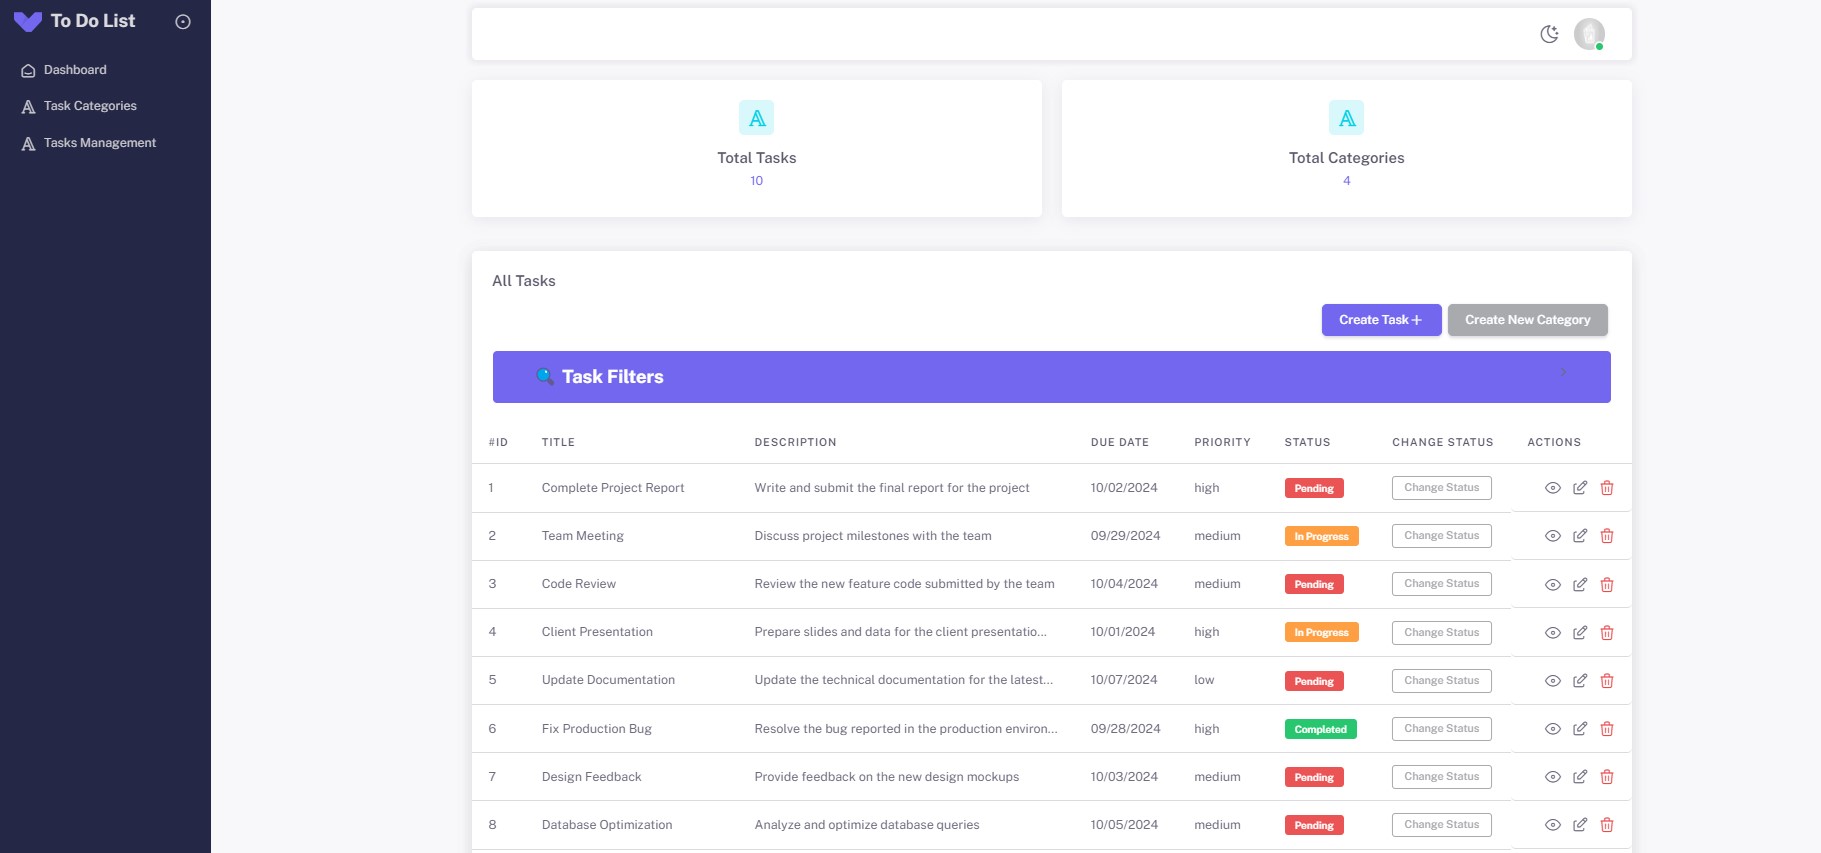 To Do List
Dashboard
Task Categories
Tasks Management
Total Tasks
10
Total Categories
4
All Tasks
Create Task+ Create New Category
Task Filters
#ID TITLE DESCRIPTION DUE DATE PRIORITY STATUS CHANGE STATUS ACTIONS
1 Complete Project Report Write and submit the final report for the project 10/02/2024 high Pending Change Status
2 Team Meeting Discuss project milestones with the team 09/29/2024 medium In Progress Change Status
3 Code Review Review the new feature code submitted by the team 10/04/2024 medium Pending Change Status
4 Client Presentation Prepare slides and data for the client presentatio... 10/01/2024 high In Progress Change Status
5 Update Documentation Update the technical documentation for the latest... 10/07/2024 low Pending Change Status
6 Fix Production Bug Resolve the bug reported in the production environ... 09/28/2024 high Completed Change Status
7 Design Feedback Provide feedback on the new design mockups 10/03/2024 medium Pending Change Status
8 Database Optimization Analyze and optimize database queries 10/05/2024 medium Pending Change Status